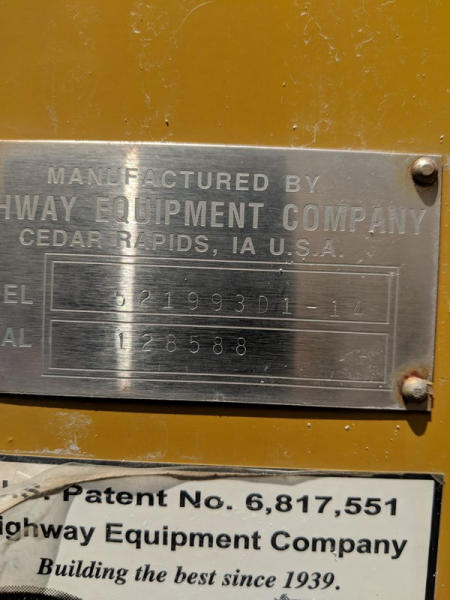 MANUFACTURED BY
HWAY EQUIPMENT COMPANY
CEDAR RAPIDS, IA U.S.A.
EL 521993D1-14
AL 128588
.S. Patent No. 6,817,551
ighway Equipment Company
Building the best since 1939.